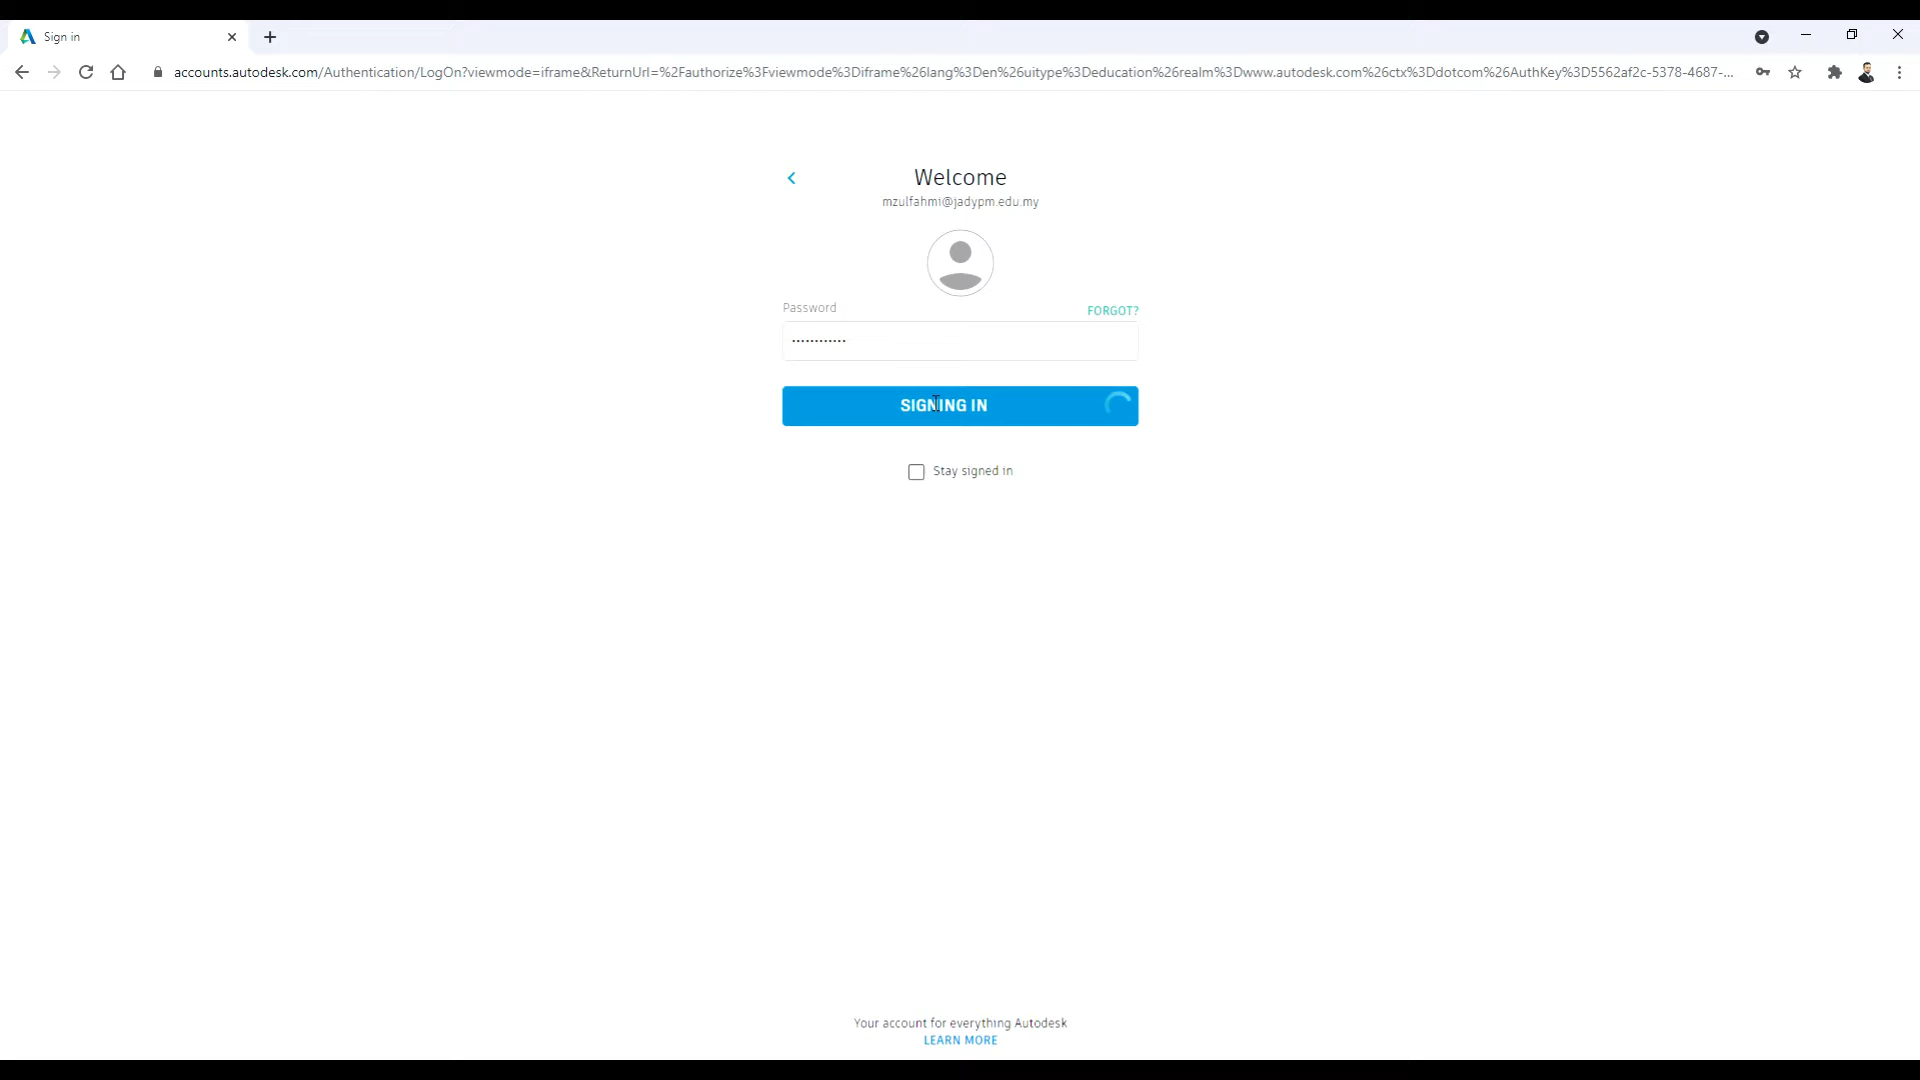 Sign in
accounts.autodesk.com/Authentication/LogOn?viewmode=iframe&ReturnUrl=%2Fauthorize%3Fviewmode%3Diframe%26lang%3Den%26uitype%3Deducation%26realm%3Dwww.autodesk.com%26ctx%3Ddotcom%26AuthKey%3D5562af2c-5378-4687-...
Welcome
mzulfahmi@jadypm.edu.my
Password
FORGOT?
............
SIGNING IN
Stay signed in
Your account for everything Autodesk
LEARN MORE